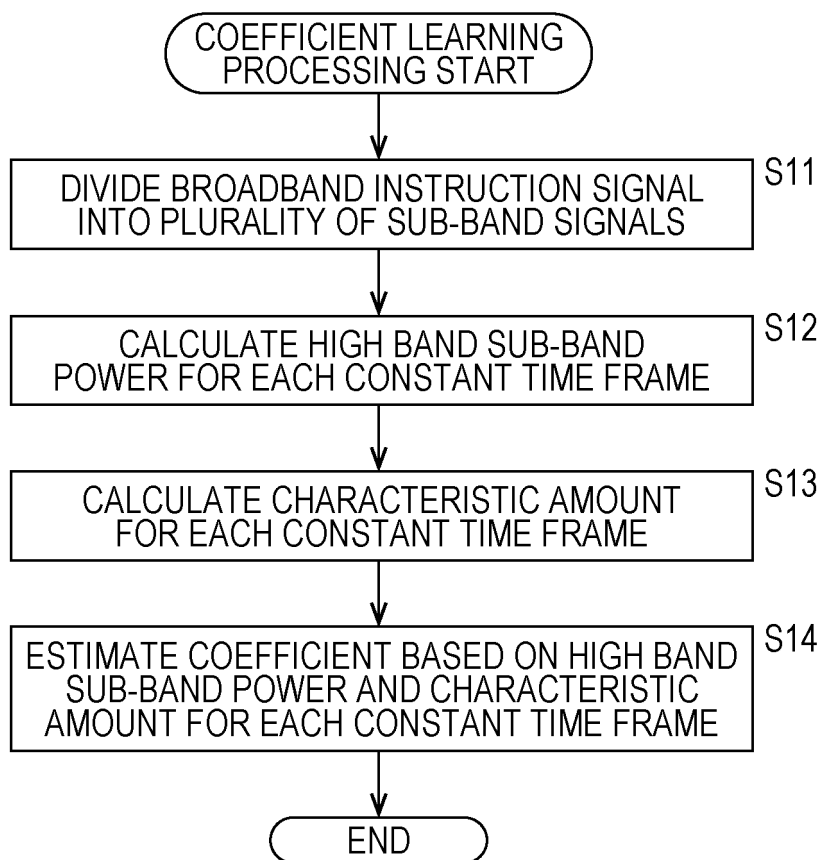 COEFFICIENT LEARNING
PROCESSING START
S11
DIVIDE BROADBAND INSTRUCTION SIGNAL
INTO PLURALITY OF SUB-BAND SIGNALS
S12
CALCULATE HIGH BAND SUB-BAND
POWER FOR EACH CONSTANT TIME FRAME
S13
CALCULATE CHARACTERISTIC AMOUNT
FOR EACH CONSTANT TIME FRAME
S14
ESTIMATE COEFFICIENT BASED ON HIGH BAND
SUB-BAND POWER AND CHARACTERISTIC
AMOUNT FOR EACH CONSTANT TIME FRAME
END